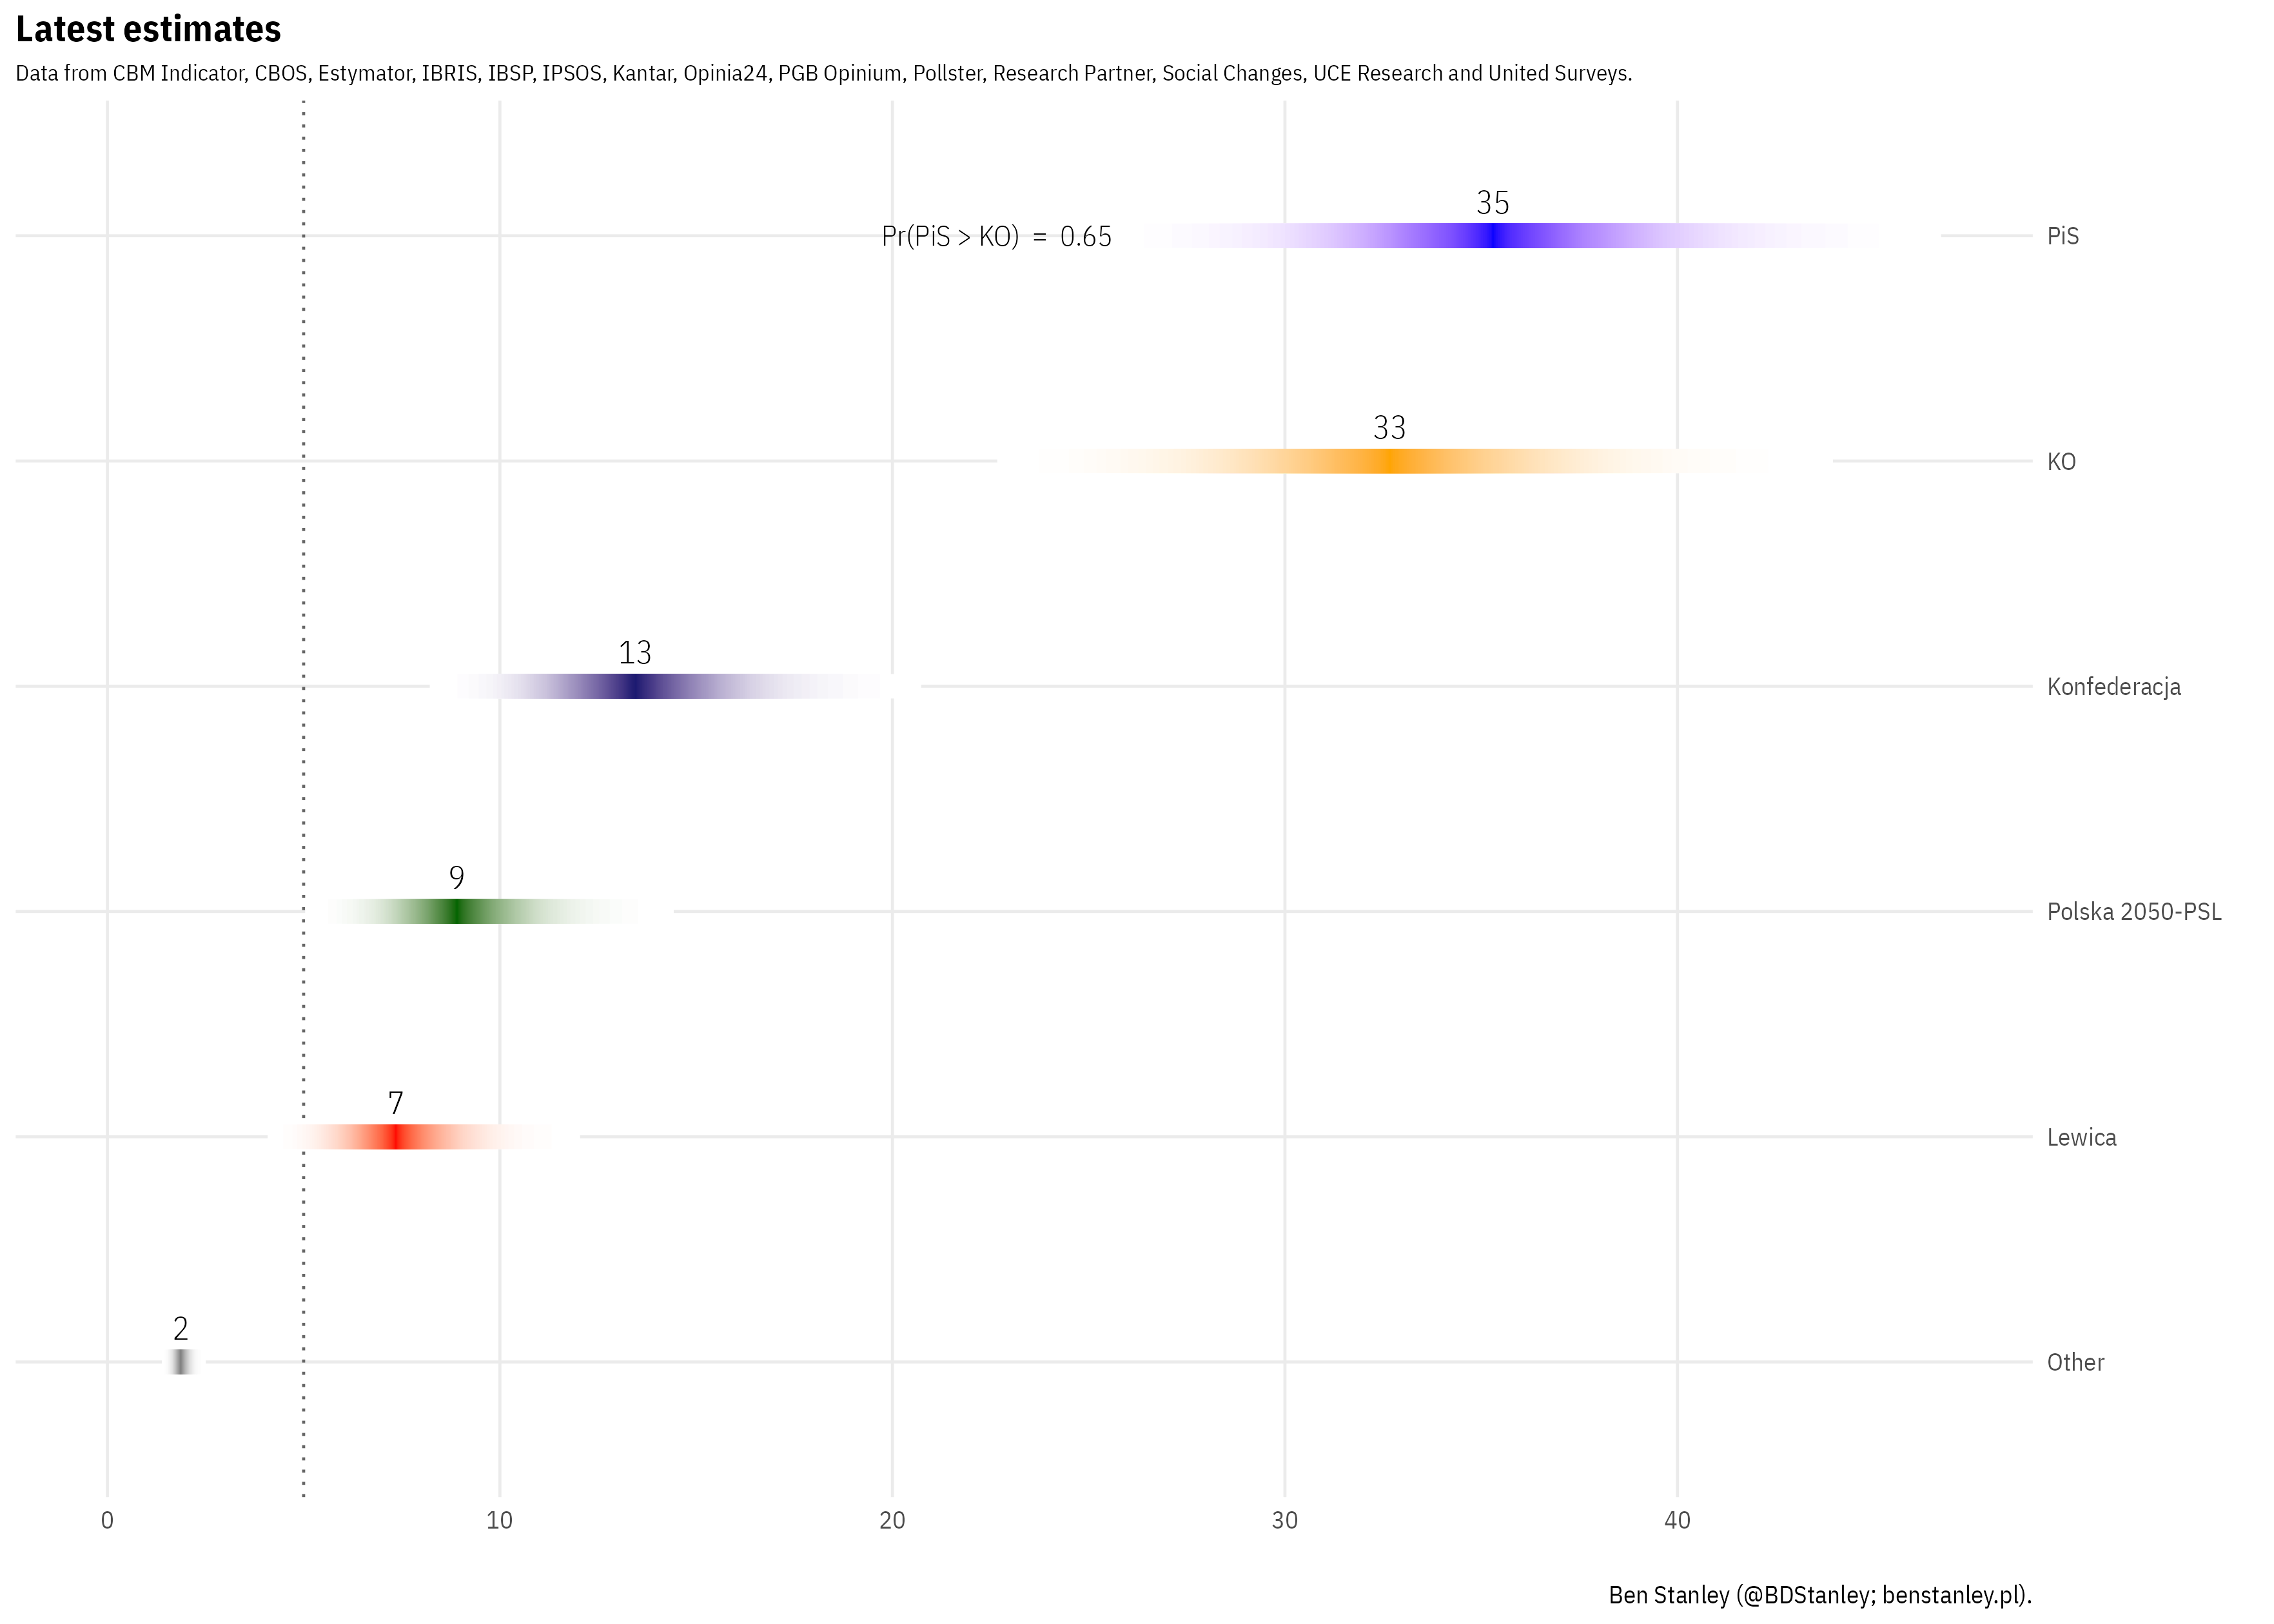 Latest estimates
Data from CBM Indicator, CBOS, Estymator, IBRIS, IBSP, IPSOS, Kantar, Opinia24, PGB Opinium, Pollster, Research Partner, Social Changes, UCE Research and United Surveys.
35
Pr(PiS > KO) = 0.65
PiS
33
KO
13
Konfederacja
9
Polska 2050-PSL
7
Lewica
2
Other
0 10 20 30 40
Ben Stanley (@BDStanley; benstanley.pl).